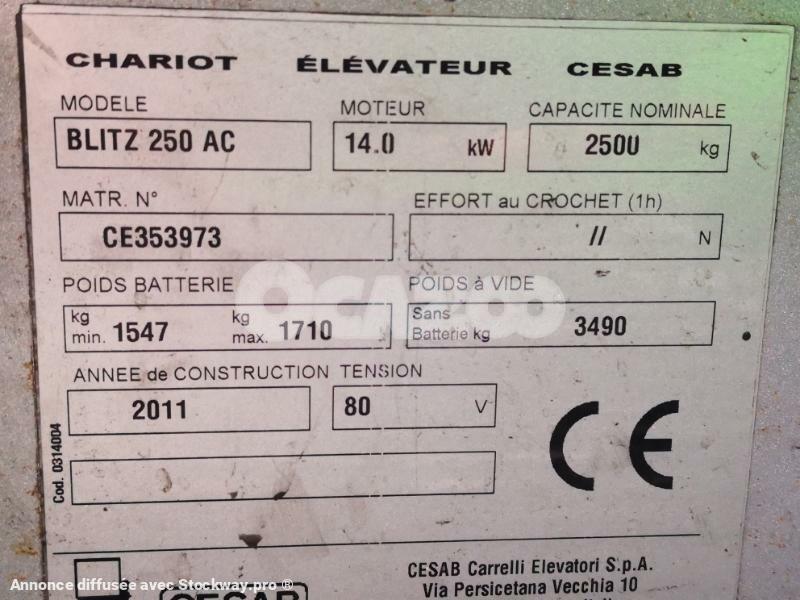 CHARIOT ÉLÉVATEUR CESAB
MODELE MOTEUR CAPACITE NOMINALE
BLITZ 250 AC 14.0 kW 2500 kg
MATR. N° EFFORT au CROCHET (1h)
CE353973 // N
POIDS BATTERIE POIDS à VIDE
kg min. 1547 kg max. 1710 Sans Batterie kg 3490
ANNEE de CONSTRUCTION TENSION
2011 80 V
CE
Cod. 0314004
CESAB Carrelli Elevatori S.p.A.
Via Persicetana Vecchia 10
CESAB
OCAZOO
Annonce diffusée avec Stockway.pro ®